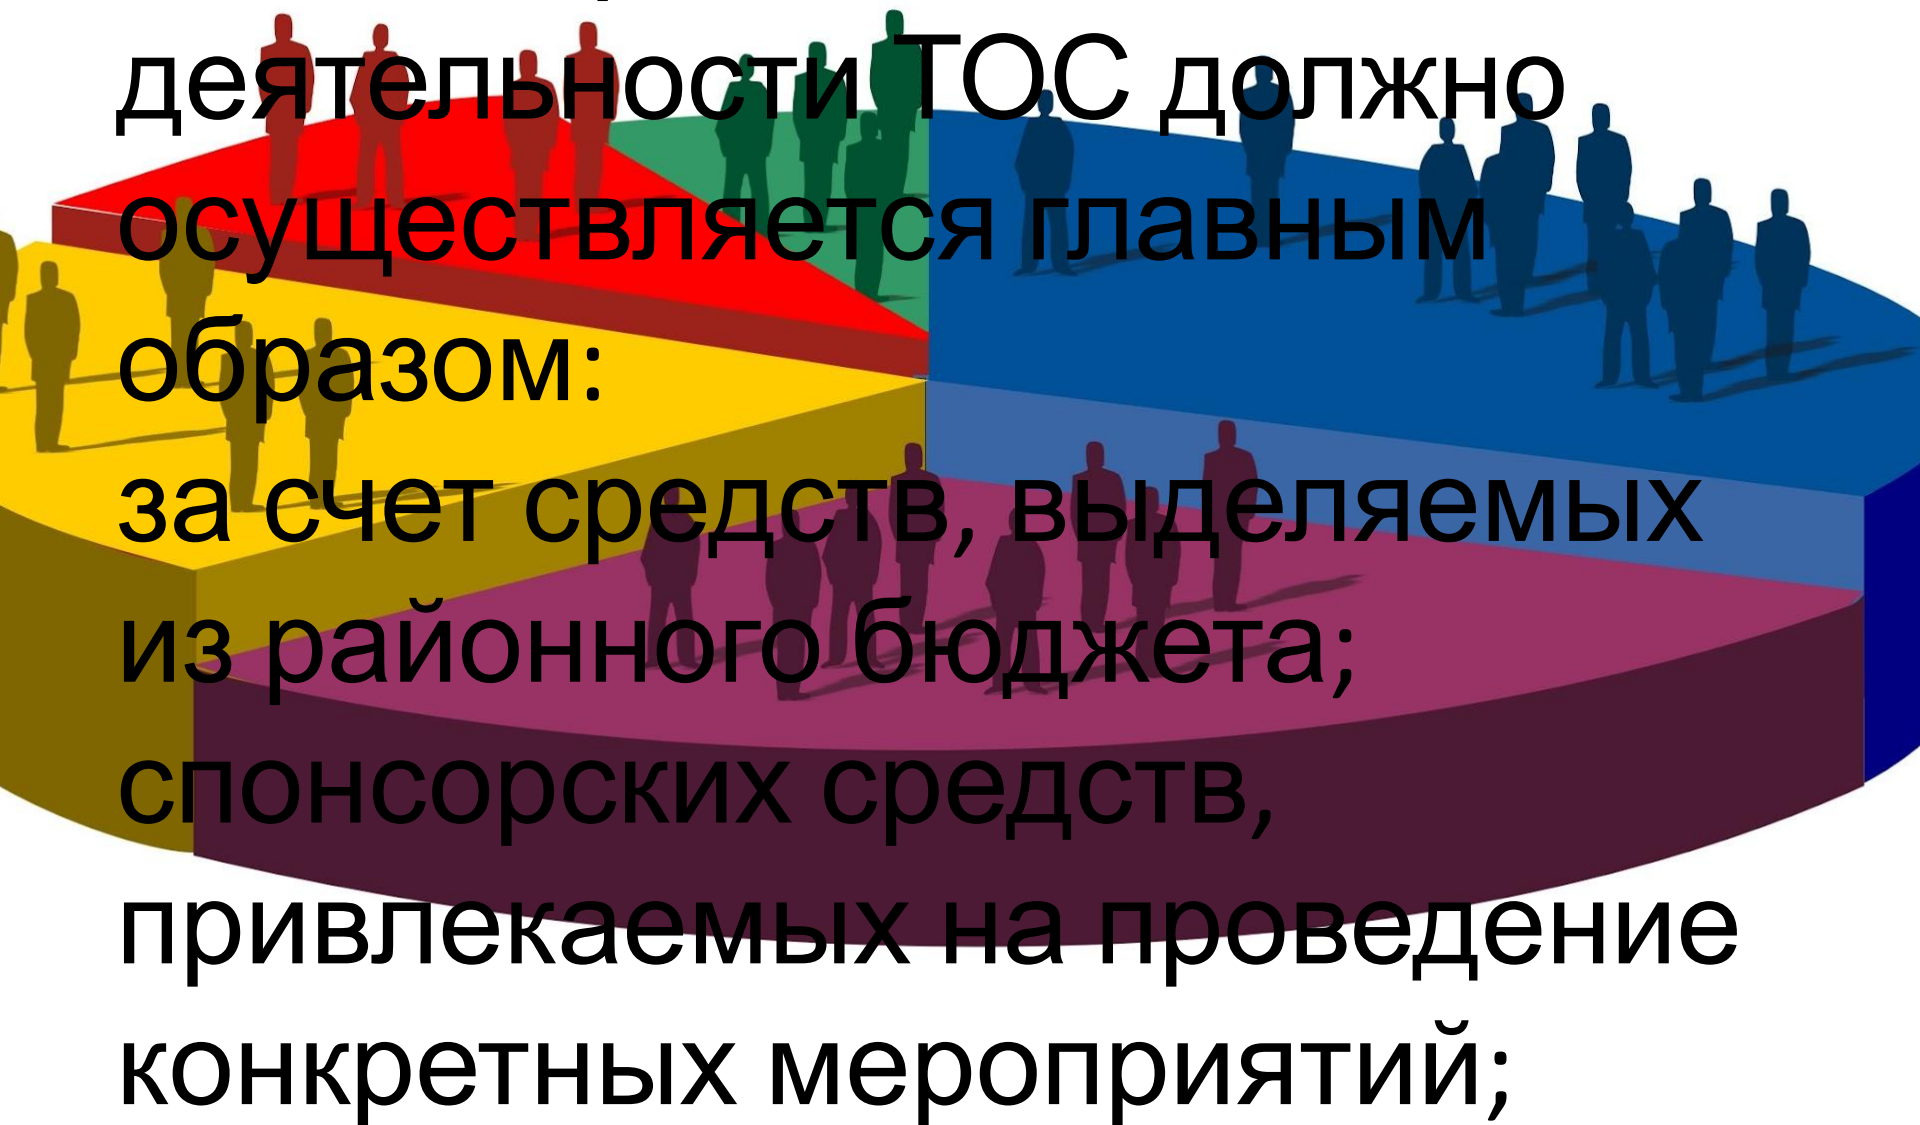 деятельности ТОС должно
осуществляется главным
образом:
за счет средств, выделяемых
из районного бюджета;
спонсорских средств,
привлекаемых на проведение
конкретных мероприятий;